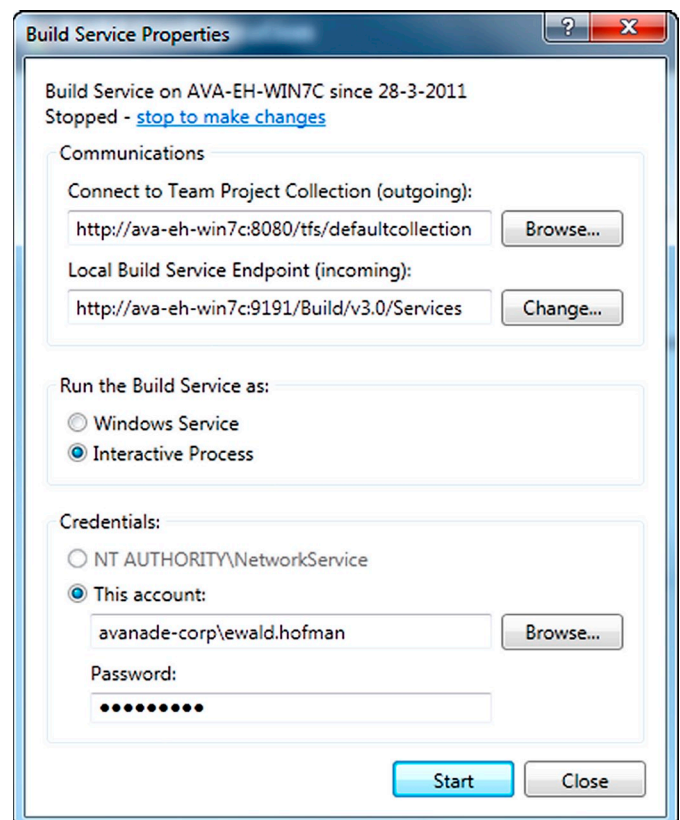 Build Service Properties
Build Service on AVA-EH-WIN7C since 28-3-2011
Stopped - stop to make changes
Communications
Connect to Team Project Collection (outgoing):
http://ava-eh-win7c:8080/tfs/defaultcollection Browse...
Local Build Service Endpoint (incoming):
http://ava-eh-win7c:9191/Build/v3.0/Services Change...
Run the Build Service as:
Windows Service
Interactive Process
Credentials:
NT AUTHORITY\NetworkService
This account:
avanade-corp\ewald.hofman Browse...
Password:
●●●●●●●●●
Start Close